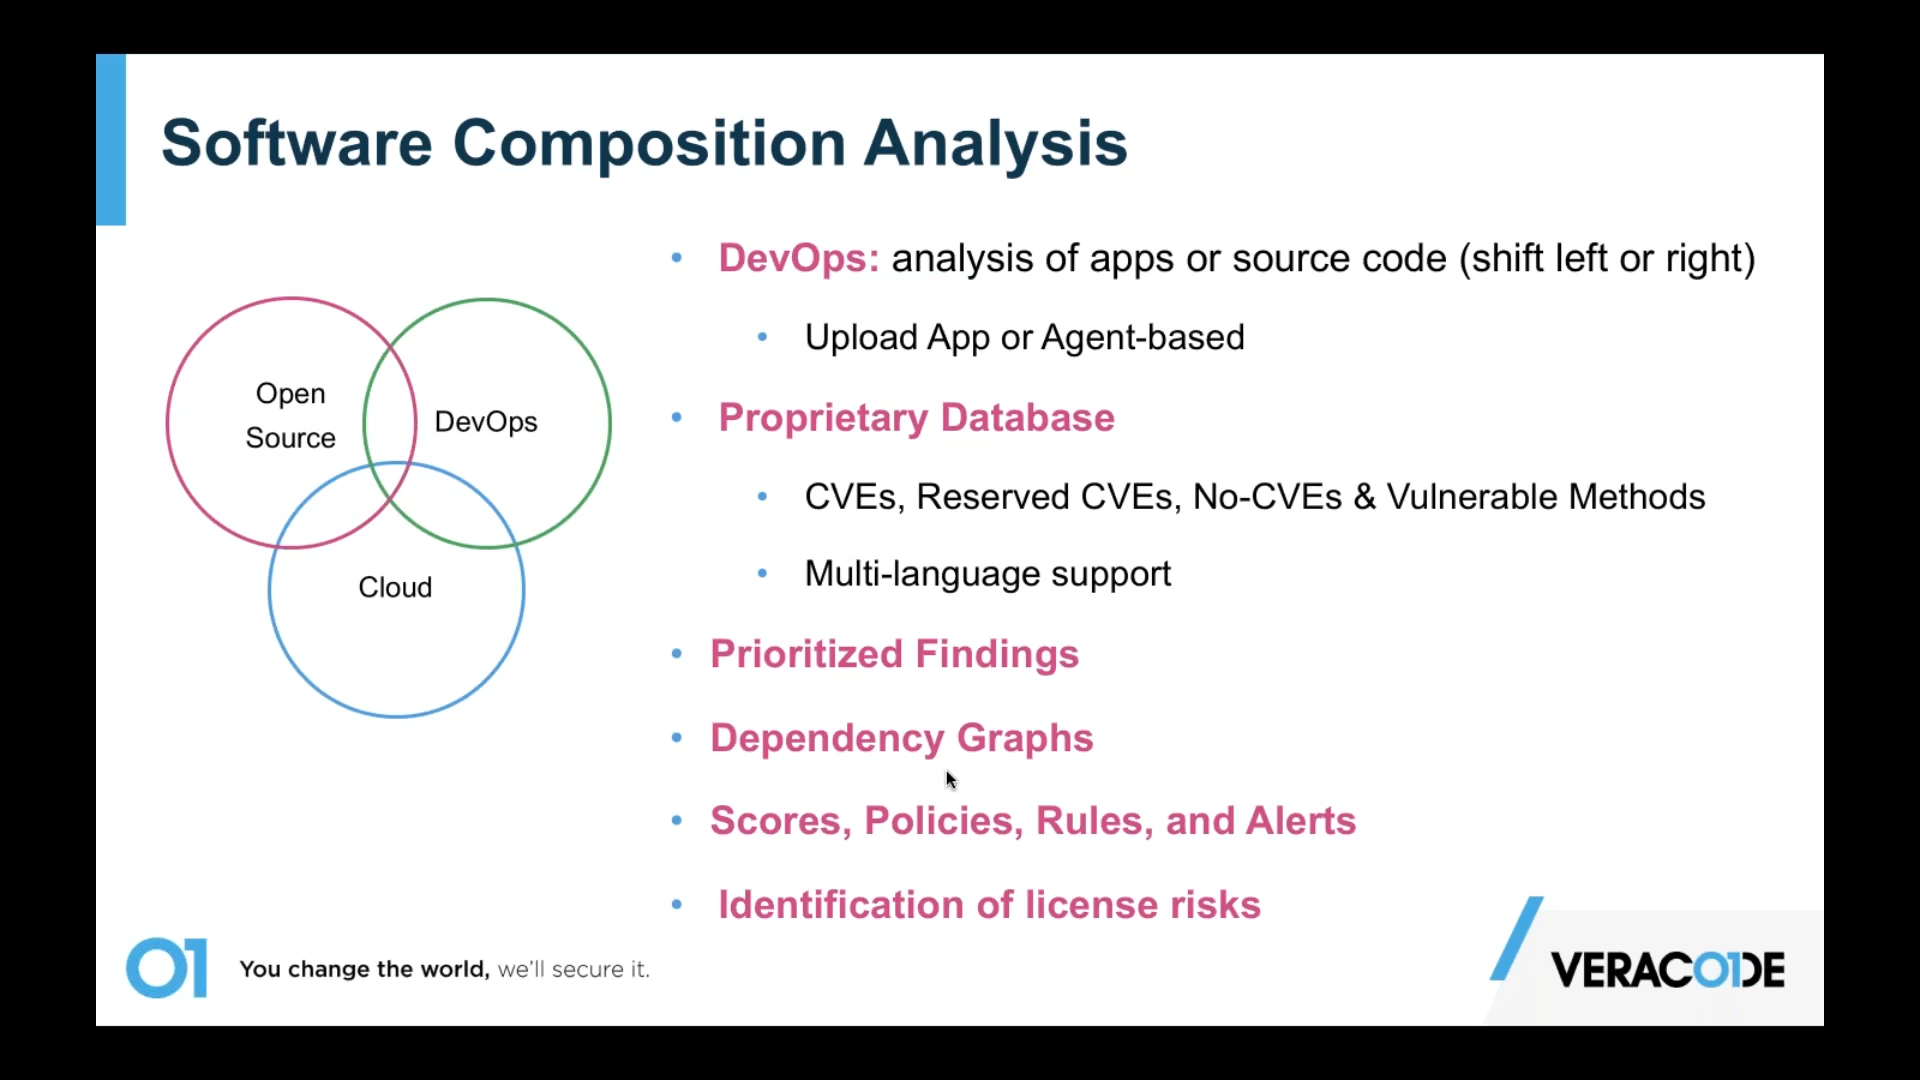 Software Composition Analysis
Open
Source
DevOps
Cloud
• DevOps: analysis of apps or source code (shift left or right)
• Upload App or Agent-based
• Proprietary Database
• CVEs, Reserved CVEs, No-CVEs & Vulnerable Methods
• Multi-language support
• Prioritized Findings
• Dependency Graphs
• Scores, Policies, Rules, and Alerts
• Identification of license risks
01 You change the world, we'll secure it.
VERACODE